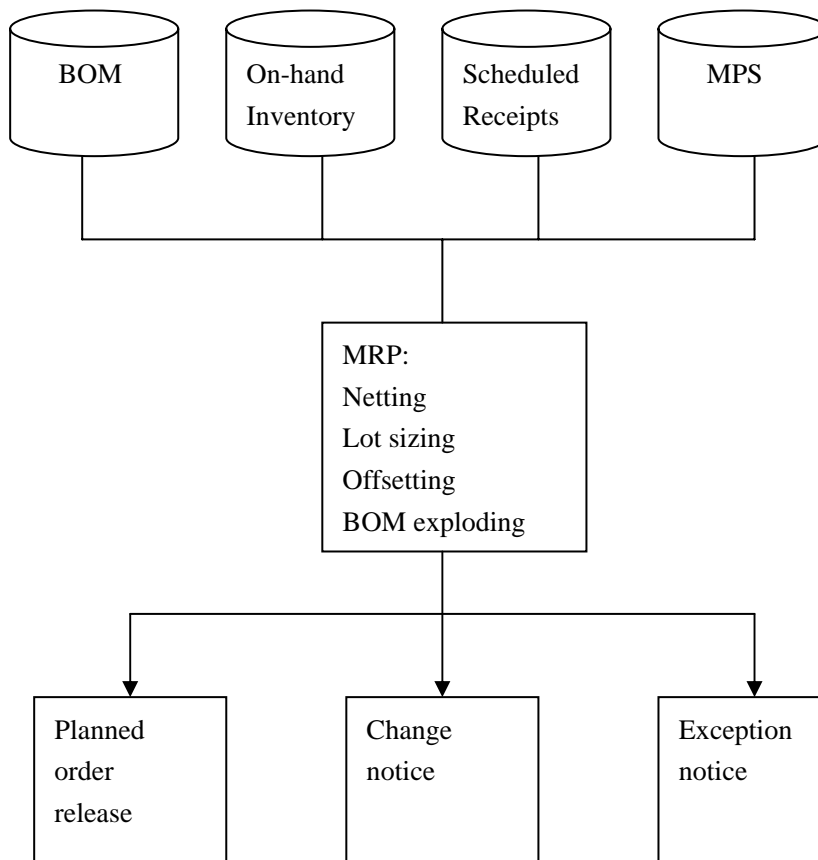 BOM
On-hand
Inventory
Scheduled
Receipts
MPS
MRP:
Netting
Lot sizing
Offsetting
BOM exploding
Planned
order
release
Change
notice
Exception
notice